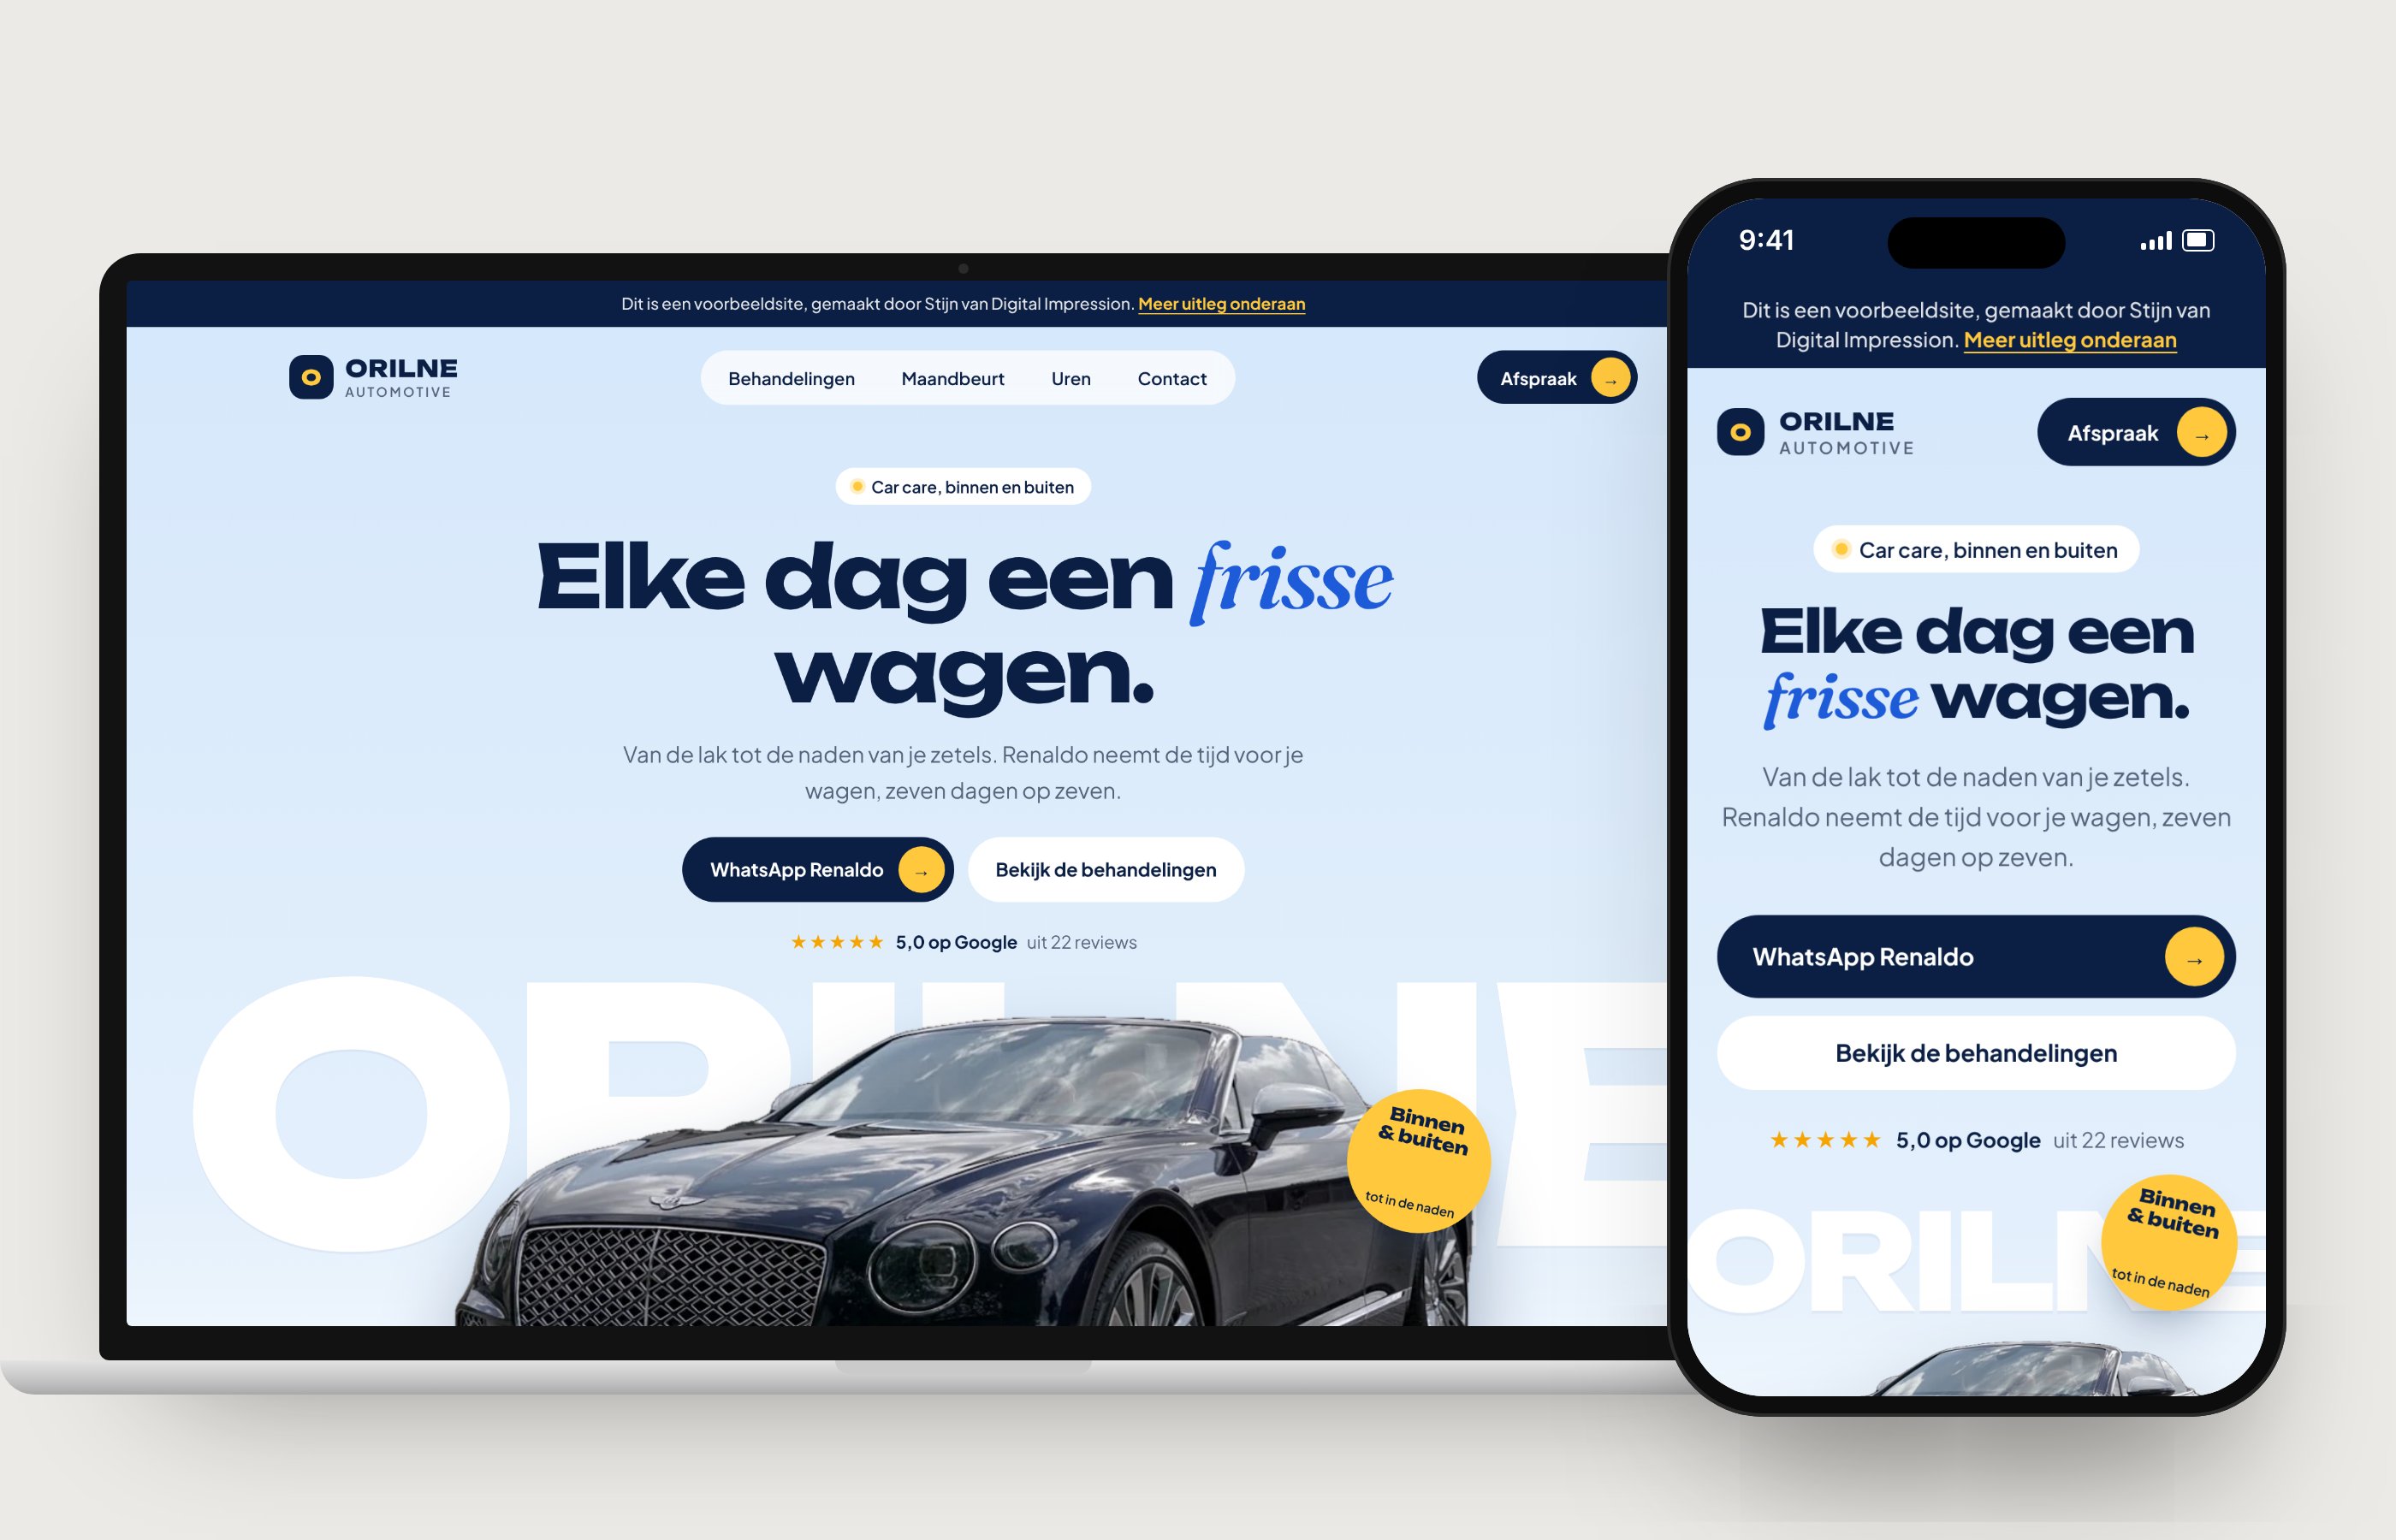 Dit is een voorbeeldsite, gemaakt door Stijn van Digital Impression. Meer uitleg onderaan
ORILNE
AUTOMOTIVE
Behandelingen Maandbeurt Uren Contact
Afspraak →
Car care, binnen en buiten
Elke dag een frisse
wagen.
Van de lak tot de naden van je zetels. Renaldo neemt de tijd voor je
wagen, zeven dagen op zeven.
WhatsApp Renaldo →
Bekijk de behandelingen
★★★★★ 5,0 op Google uit 22 reviews
ORILNE
Binnen
& buiten
tot in de naden
9:41
Dit is een voorbeeldsite, gemaakt door Stijn van
Digital Impression. Meer uitleg onderaan
ORILNE
AUTOMOTIVE
Afspraak →
Car care, binnen en buiten
Elke dag een
frisse wagen.
Van de lak tot de naden van je zetels.
Renaldo neemt de tijd voor je wagen, zeven
dagen op zeven.
WhatsApp Renaldo →
Bekijk de behandelingen
★★★★★ 5,0 op Google uit 22 reviews
ORILNE
Binnen
& buiten
tot in de naden